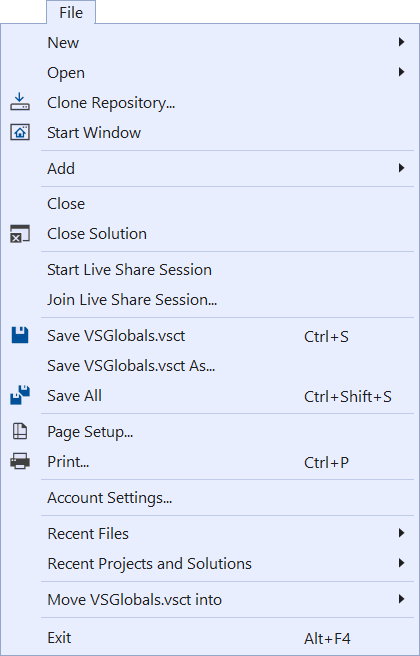 File
New
Open
Clone Repository...
Start Window
Add
Close
Close Solution
Start Live Share Session
Join Live Share Session...
Save VSGlobals.vsct Ctrl+S
Save VSGlobals.vsct As...
Save All Ctrl+Shift+S
Page Setup...
Print... Ctrl+P
Account Settings...
Recent Files
Recent Projects and Solutions
Move VSGlobals.vsct into
Exit Alt+F4